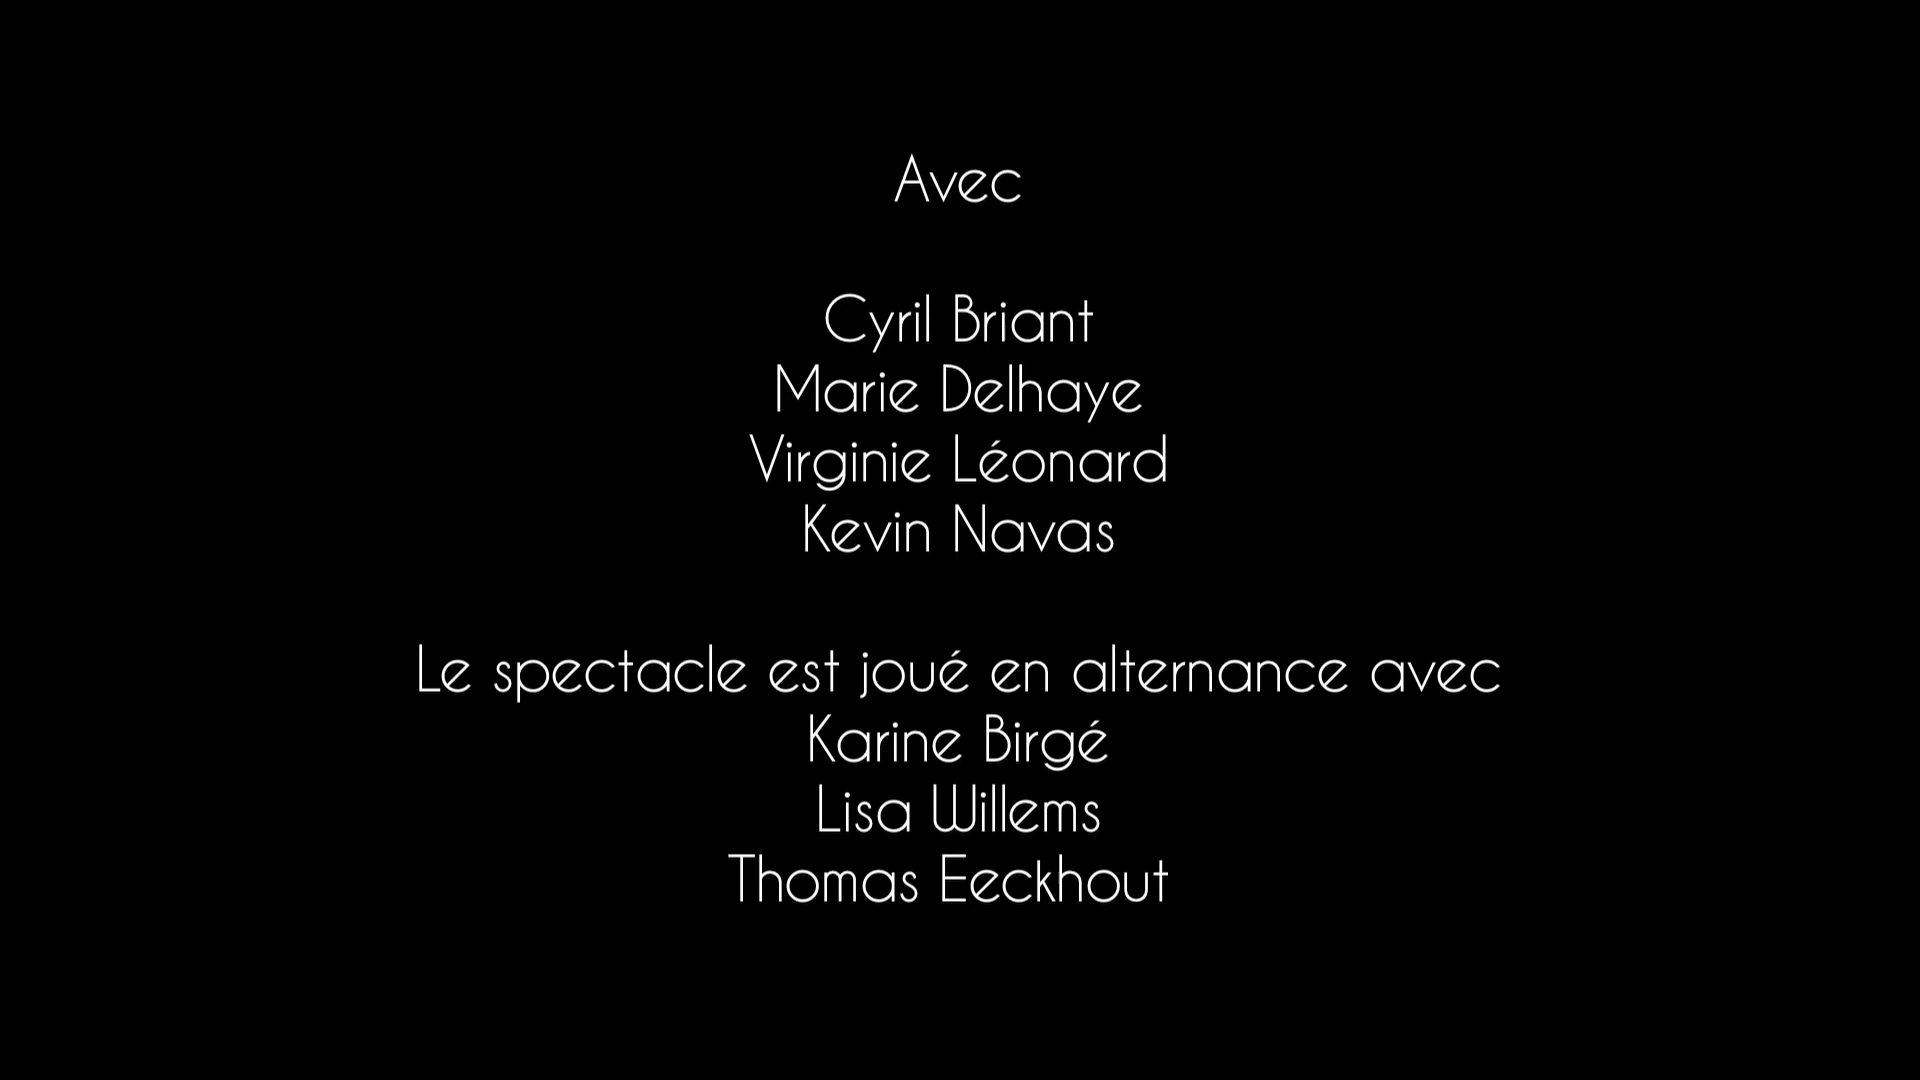 Avec
Cyril Briant
Marie Delhaye
Virginie Léonard
Kevin Navas
Le spectacle est joué en alternance avec
Karine Birgé
Lisa Willems
Thomas Eeckhout